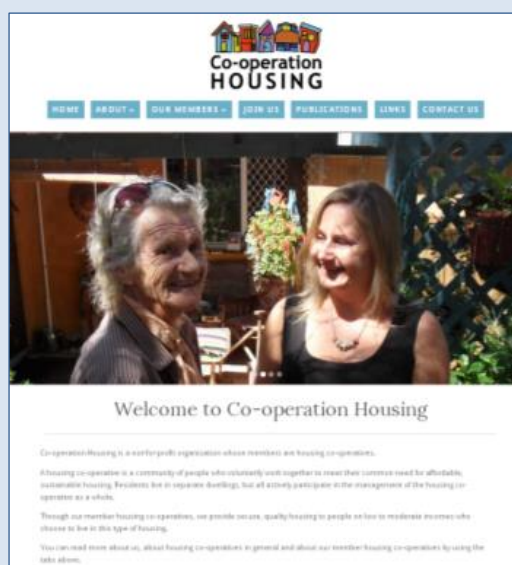 Co-operation
HOUSING
HOME ABOUT OUR MEMBERS JOIN US PUBLICATIONS LINKS CONTACT US
Welcome to Co-operation Housing
Co-operation Housing is a not-for-profit organisation whose members are housing co-operatives.
A housing co-operative is a community of people who voluntarily work together to meet their common need for affordable,
sustainable housing. Residents live in separate dwellings, but all actively participate in the management of the housing co-
operative as a whole.
Through our member housing co-operatives, we provide secure, quality housing to people on low to moderate incomes who
choose to live in this type of housing.
You can read more about us, about housing co-operatives in general and about our member housing co-operatives by using the
tabs above.